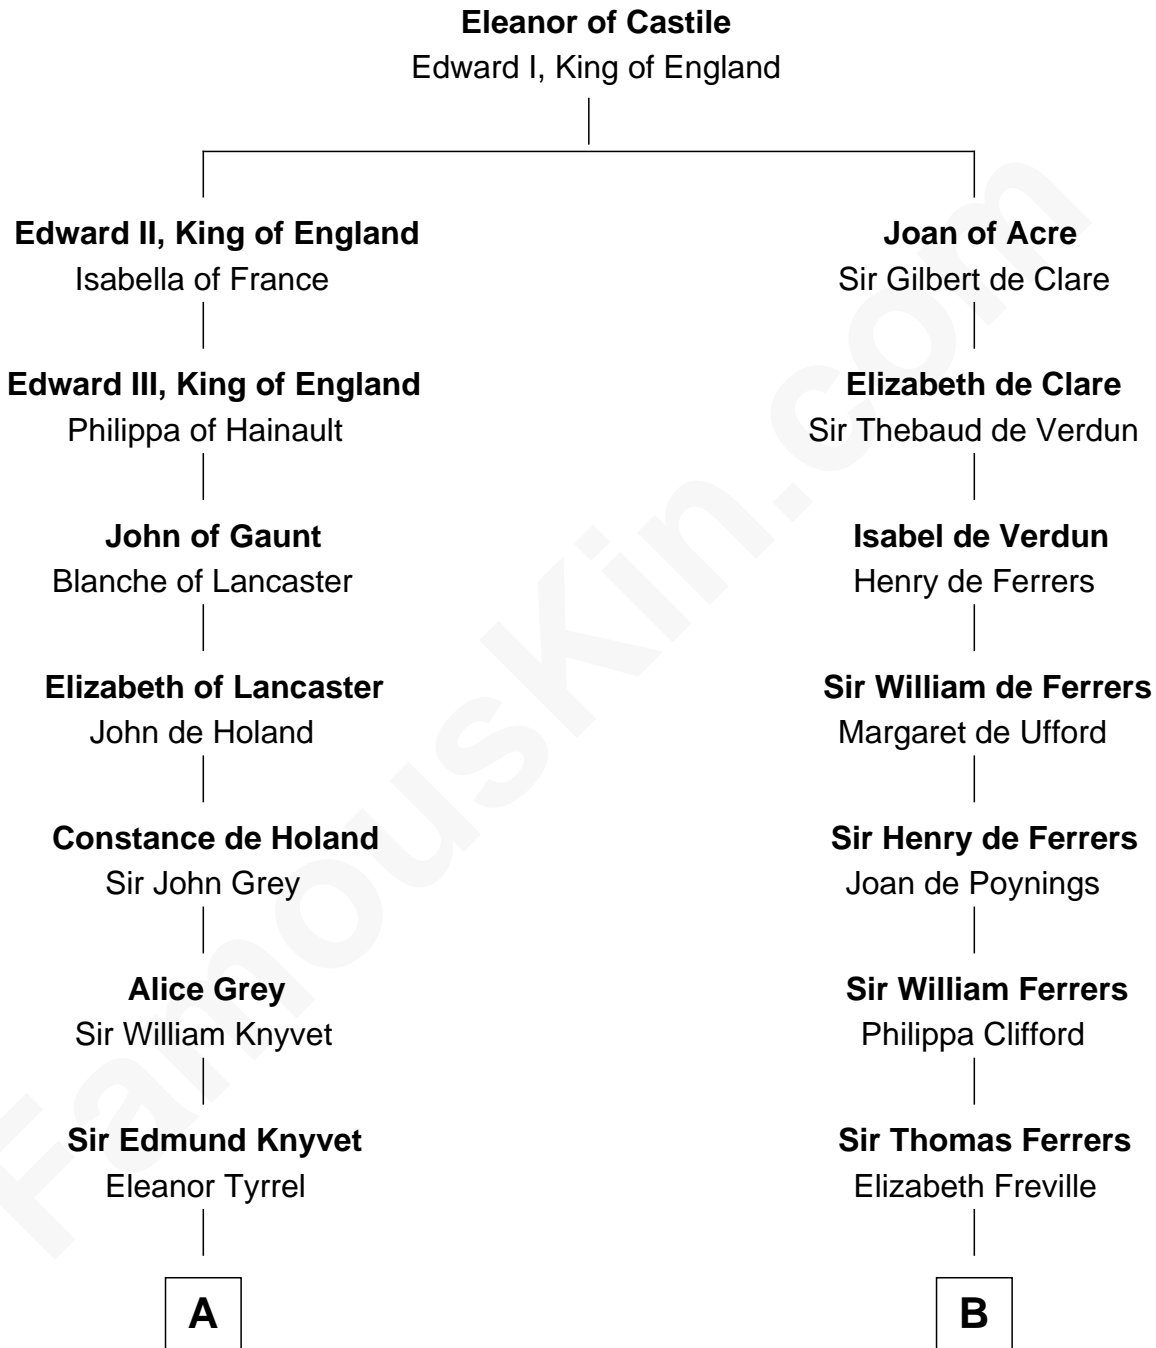 Eleanor of Castile
Edward I, King of England
Edward II, King of England
Isabella of France
Joan of Acre
Sir Gilbert de Clare
Edward III, King of England
Philippa of Hainault
Elizabeth de Clare
Sir Thebaud de Verdun
John of Gaunt
Blanche of Lancaster
Isabel de Verdun
Henry de Ferrers
Elizabeth of Lancaster
John de Holand
Sir William de Ferrers
Margaret de Ufford
Constance de Holand
Sir John Grey
Sir Henry de Ferrers
Joan de Poynings
Alice Grey
Sir William Knyvet
Sir William Ferrers
Philippa Clifford
Sir Edmund Knyvet
Eleanor Tyrrel
Sir Thomas Ferrers
Elizabeth Freville
A
B
FamousKin.com